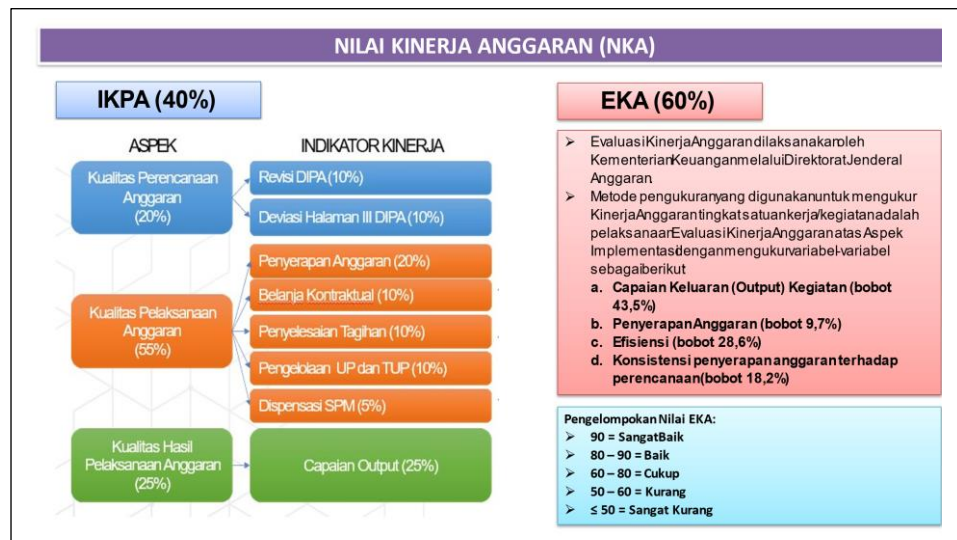 NILAI KINERJA ANGGARAN (NKA)
IKPA (40%)
ASPEK
INDIKATOR KINERJA
Kualitas Perencanaan
Anggaran
(20%)
Revisi DIPA (10%)
Deviasi Halaman III DIPA (10%)
Kualitas Pelaksanaan
Anggaran
(55%)
Penyerapan Anggaran (20%)
Belanja Kontraktual (10%)
Penyelesaian Tagihan (10%)
Pengelolaan UP dan TUP (10%)
Dispensasi SPM (5%)
Kualitas Hasil
Pelaksanaan Anggaran
(25%)
Capaian Output (25%)
EKA (60%)
➢ EvaluasiKinerjaAnggarandilaksanakanoleh
KementerianKeuanganmelaluiDirektoratJenderal
Anggaran.
➢ Metode pengukuranyang digunakanuntuk mengukur
KinerjaAnggarantingkatsatuankerja/kegiatanadalah
pelaksanaanEvaluasiKinerjaAnggaranatas Aspek
Implementasidenganmengukurvariabel-variabel
sebagaiberikut
a. Capaian Keluaran (Output) Kegiatan (bobot
43,5%)
b. PenyerapanAnggaran (bobot 9,7%)
c. Efisiensi (bobot 28,6%)
d. Konsistensi penyerapan anggaran terhadap
perencanaan(bobot 18,2%)
Pengelompokan Nilai EKA:
➢ 90 = SangatBaik
➢ 80 – 90 = Baik
➢ 60 – 80 = Cukup
➢ 50 – 60 = Kurang
➢ ≤ 50 = Sangat Kurang